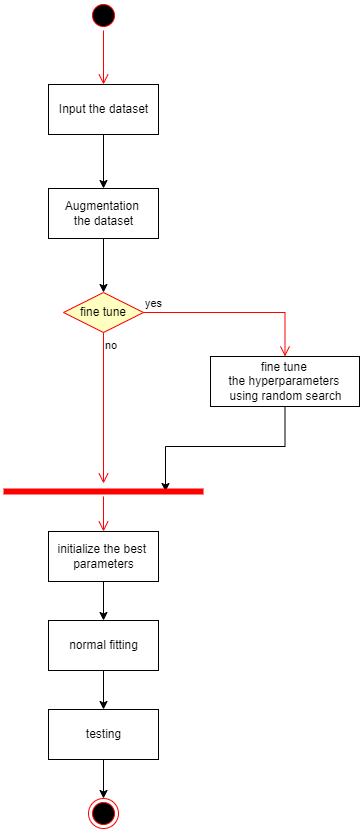 Input the dataset
Augmentation
the dataset
fine tune
yes
no
fine tune
the hyperparameters
using random search
initialize the best
parameters
normal fitting
testing